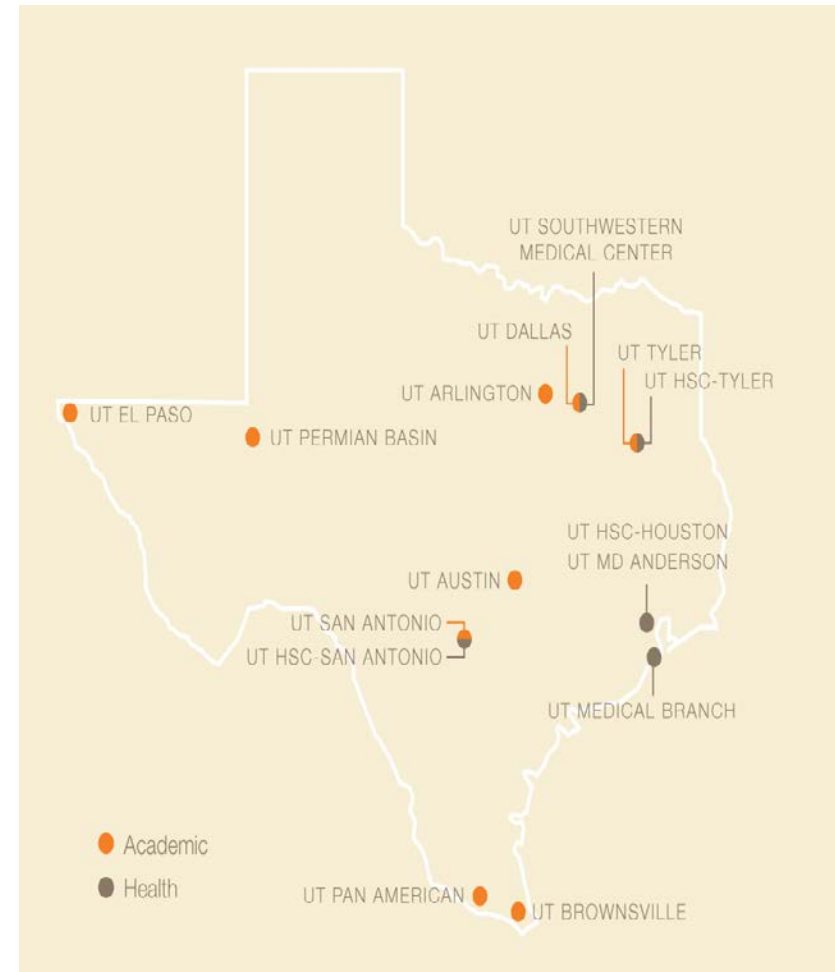 UT SOUTHWESTERN
MEDICAL CENTER
UT DALLAS
UT TYLER
UT HSC-TYLER
UT ARLINGTON
UT EL PASO
UT PERMIAN BASIN
UT HSC-HOUSTON
UT MD ANDERSON
UT AUSTIN
UT SAN ANTONIO
UT HSC-SAN ANTONIO
UT MEDICAL BRANCH
Academic
Health
UT PAN AMERICAN
UT BROWNSVILLE